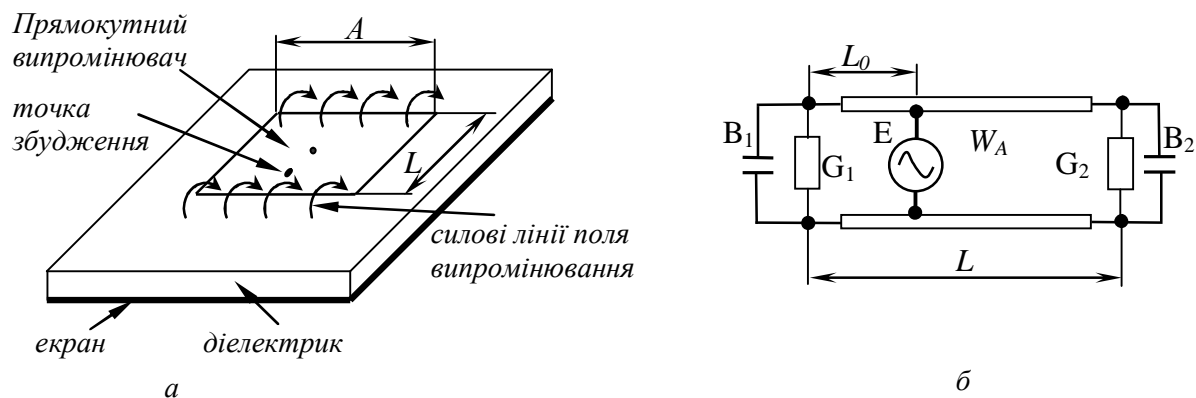 Прямокутний
випромінювач
точка
збудження
A
L
силові лінії поля
випромінювання
екран
діелектрик
а
L0
B1
G1
E
WA
G2
B2
L
б